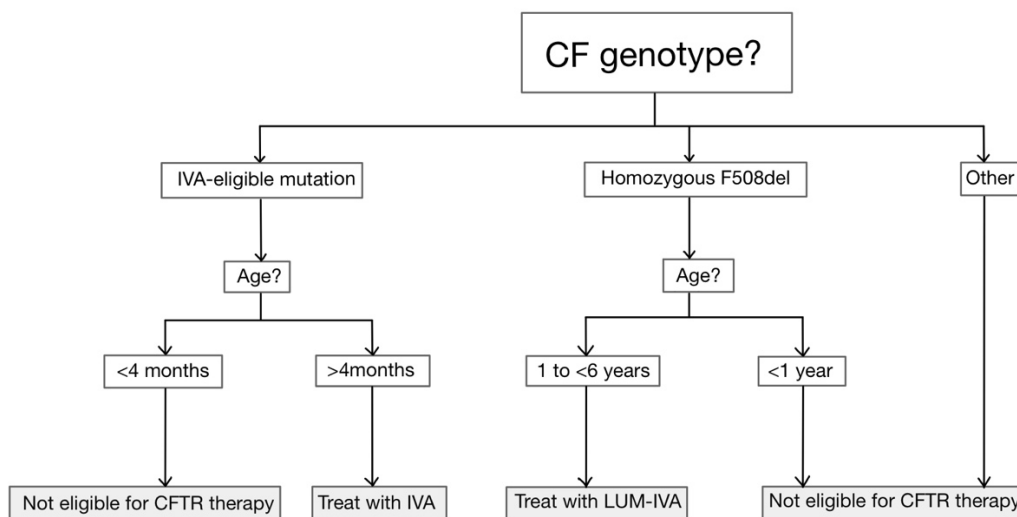 CF genotype?
IVA-eligible mutation
Homozygous F508del
Other
Age?
Age?
<4 months
>4months
1 to <6 years
<1 year
Not eligible for CFTR therapy
Treat with IVA
Treat with LUM-IVA
Not eligible for CFTR therapy